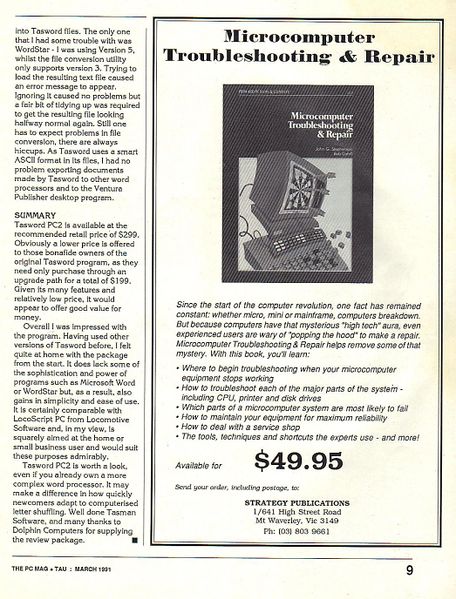 into Tasword files. The only one
that I had some trouble with was
WordStar - I was using Version 5,
whilst the file conversion utility
only supports version 3. Trying to
load the resulting text file caused
an error message to appear.
Ignoring it caused no problems but
a fair bit of tidying up was required
to get the resulting file looking
halfway normal again. Still one
has to expect problems in file
conversion, there are always
hiccups. As Tasword uses a smart
ASCII format in its files, I had no
problem exporting documents
made by Tasword to other word
processors and to the Ventura
Publisher desktop program.
SUMMARY
Tasword PC2 is available at the
recommended retail price of $299.
Obviously a lower price is offered
to those bonafide owners of the
original Tasword program, as they
need only purchase through an
upgrade path for a total of $199.
Given its many features and
relatively low price, it would
appear to offer good value for
money.
Overall I was impressed with
the program. Having used other
versions of Tasword before, I felt
quite at home with the package
from the start. It does lack some of
the sophistication and power of
programs such as Microsoft Word
or WordStar but, as a result, also
gains in simplicity and ease of use.
It is certainly comparable with
LocoScript PC from Locomotive
Software and, in my view, is
squarely aimed at the home or
small business user and would suit
these purposes admirably.
Tasword PC2 is worth a look,
even if you already own a more
complex word processor. It may
make a difference in how quickly
newcomers adapt to computerised
letter shuffling. Well done Tasman
Software, and many thanks to
Dolphin Computers for supplying
the review package.
Microcomputer
Troubleshooting & Repair
Microcomputer
Troubleshooting
& Repair
John G. Stephenson
Bob Cahill
Since the start of the computer revolution, one fact has remained
constant: whether micro, mini or mainframe, computers breakdown.
But because computers have that mysterious "high tech" aura, even
experienced users are wary of "popping the hood" to make a repair.
Microcomputer Troubleshooting & Repair helps remove some of that
mystery. With this book, you'll learn:
• Where to begin troubleshooting when your microcomputer
equipment stops working
• How to troubleshoot each of the major parts of the system -
including CPU, printer and disk drives
• Which parts of a microcomputer system are most likely to fail
• How to maintain your equipment for maximum reliability
• How to deal with a service shop
• The tools, techniques and shortcuts the experts use - and more!
Available for $49.95
Send your order, including postage, to:
STRATEGY PUBLICATIONS
1/641 High Street Road
Mt Waverley, Vic 3149
Ph: (03) 803 9661
THE PC MAG + TAU : MARCH 1991
9